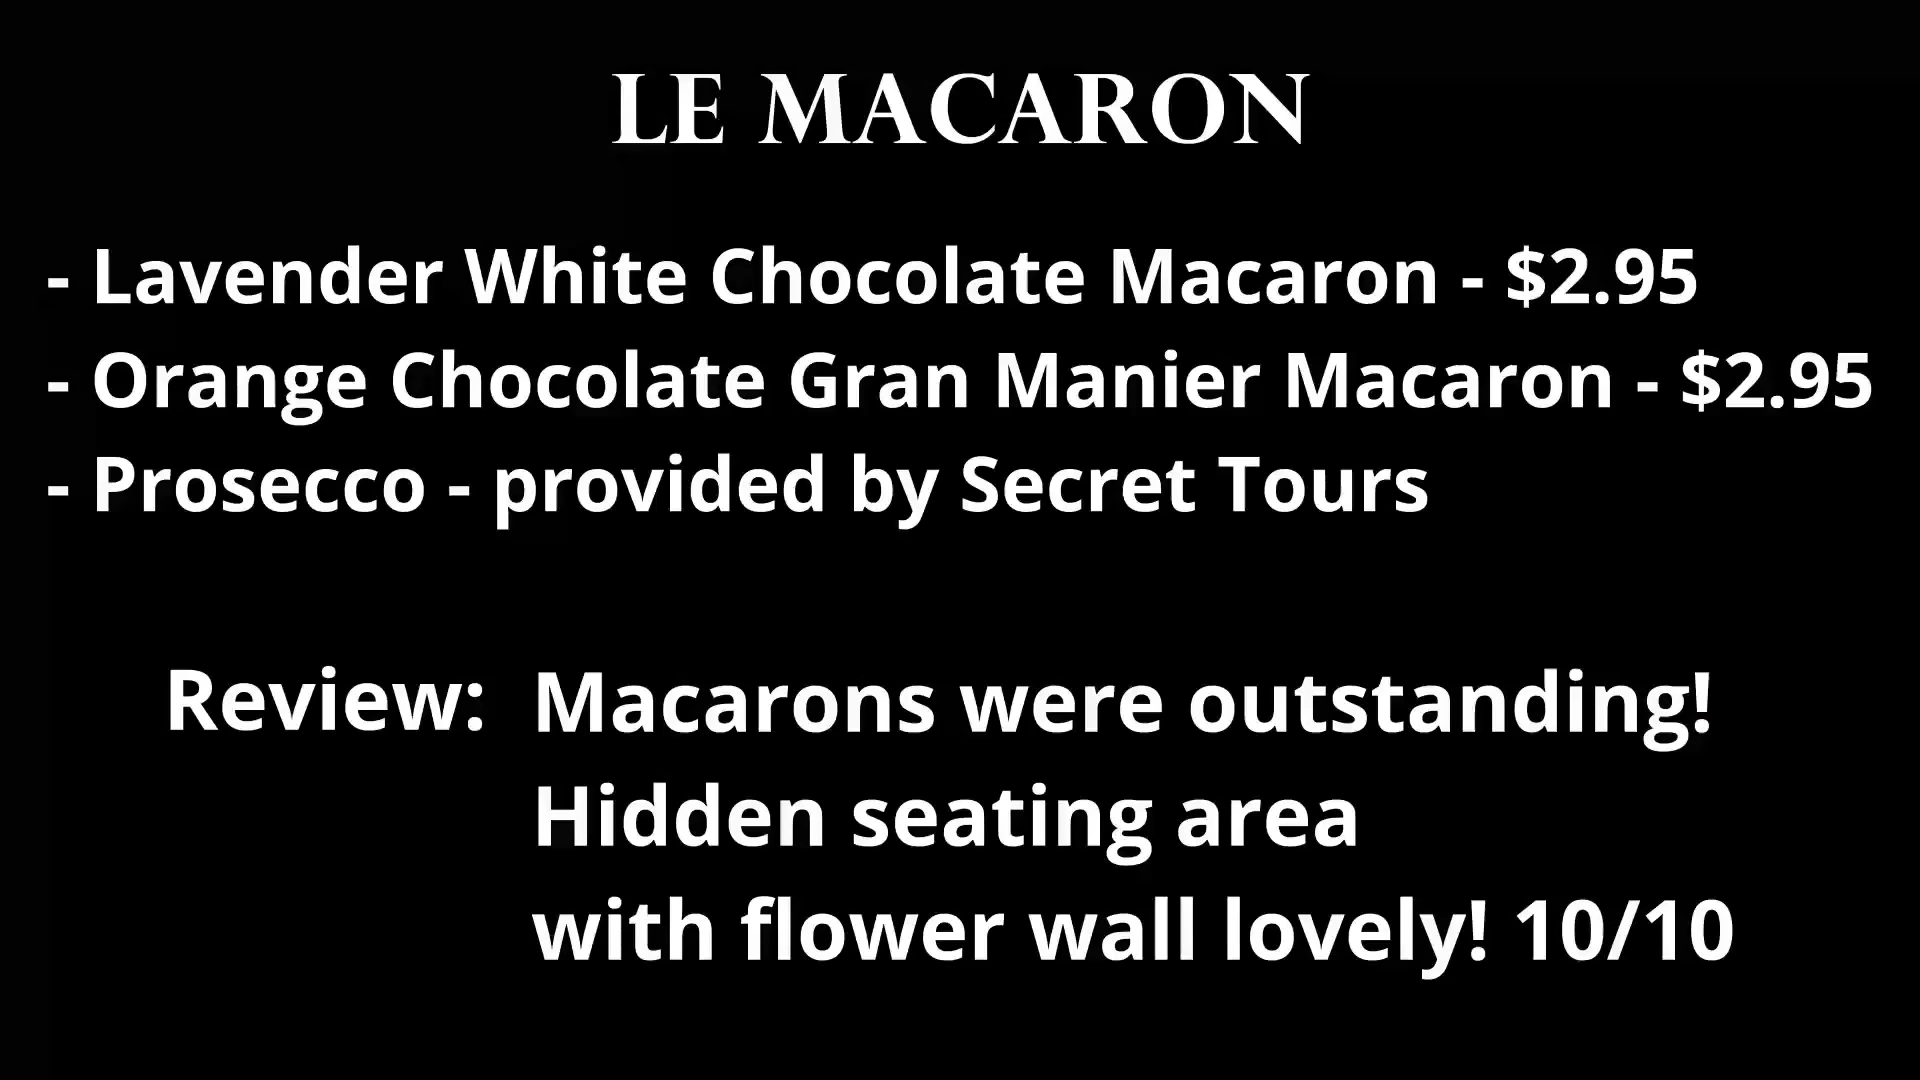 LE MACARON
- Lavender White Chocolate Macaron - $2.95
- Orange Chocolate Gran Manier Macaron - $2.95
- Prosecco - provided by Secret Tours
Review: Macarons were outstanding!
Hidden seating area
with flower wall lovely! 10/10